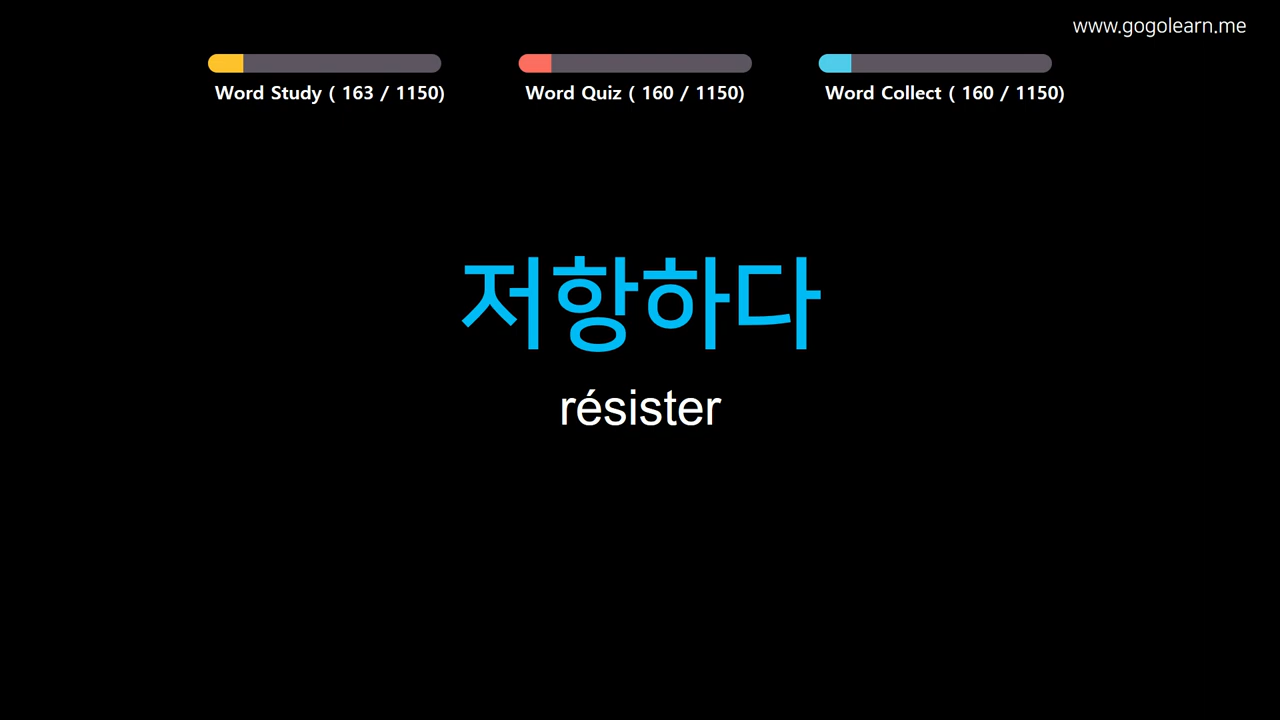 www.gogolearn.me
Word Study ( 163 / 1150)
Word Quiz ( 160 / 1150)
Word Collect ( 160 / 1150)
저항하다
résister